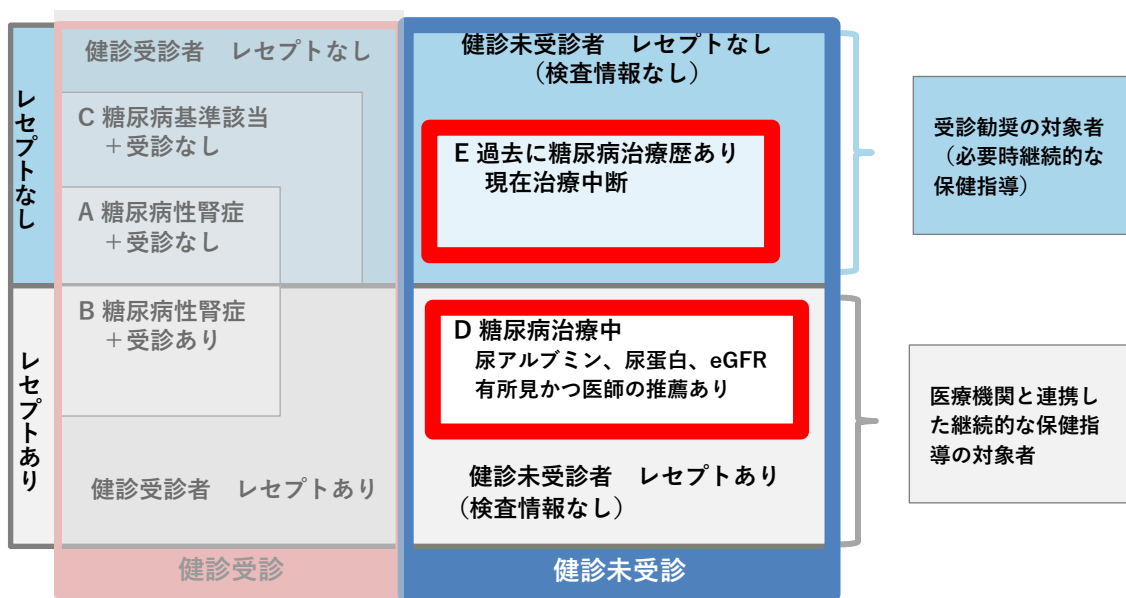 レセプトなし
健診受診者　レセプトなし
C 糖尿病基準該当
＋受診なし
A 糖尿病性腎症
＋受診なし
健診未受診者　レセプトなし
（検査情報なし）
E 過去に糖尿病治療歴あり
現在治療中断
受診勧奨の対象者
（必要時継続的な
保健指導）
レセプトあり
B 糖尿病性腎症
＋受診あり
健診受診者　レセプトあり
D 糖尿病治療中
尿アルブミン、尿蛋白、eGFR
有所見かつ医師の推薦あり
健診未受診者　レセプトあり
（検査情報なし）
医療機関と連携し
た継続的な保健指
導の対象者
健診受診
健診未受診